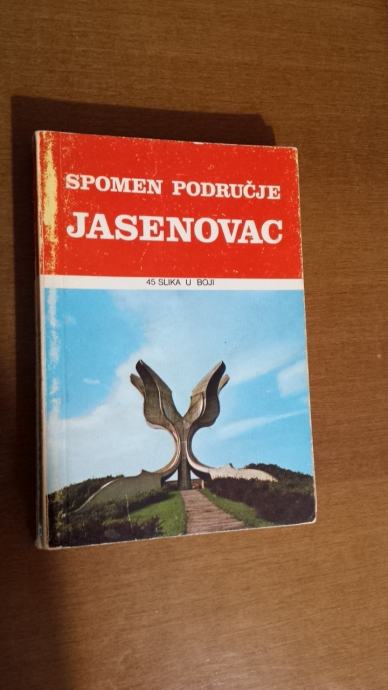 SPOMEN PODRUČJE
JASENOVAC
45 SLIKA U BOJI